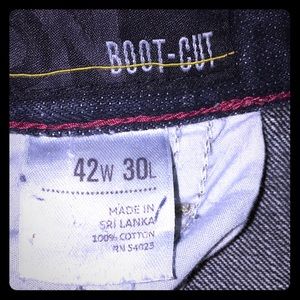 BOOT-CUT
42W 30L
MADE IN
SRI LANKA
100% COTTON
RN 54023